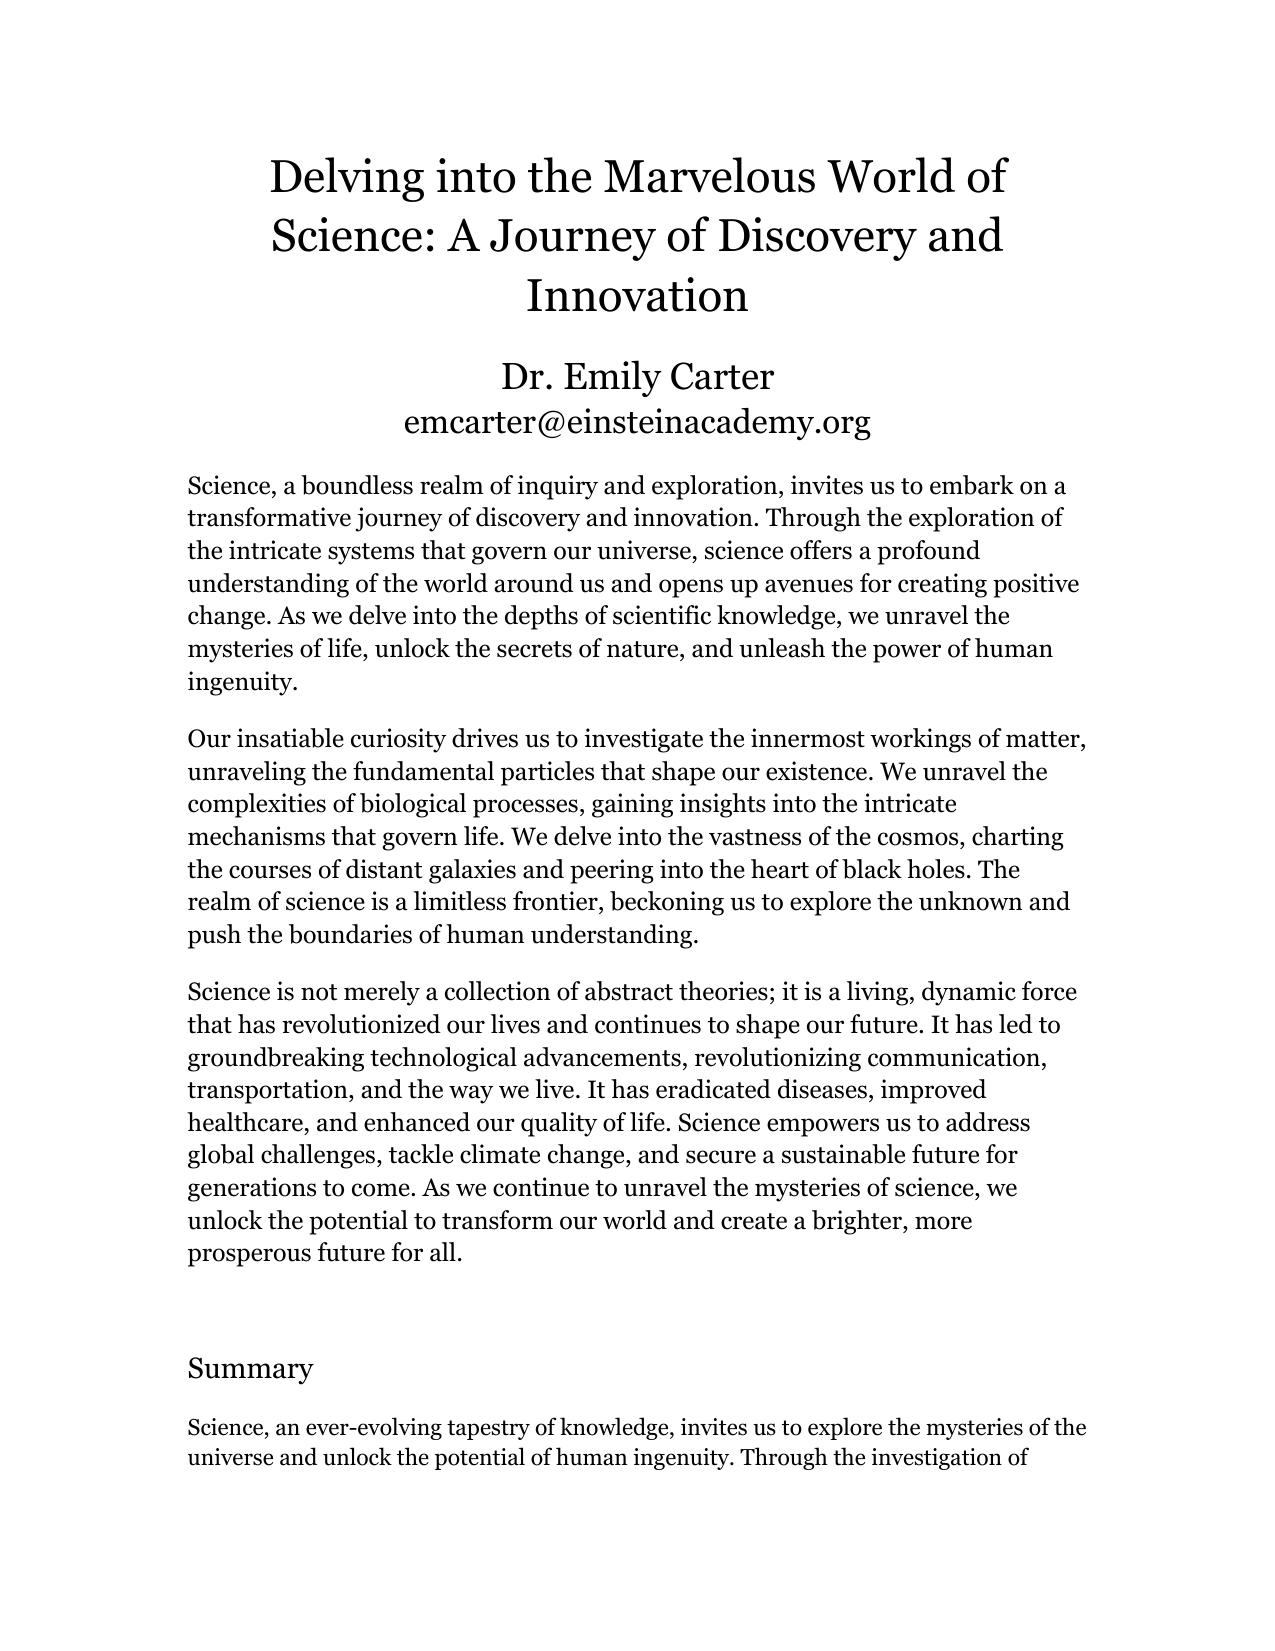 Delving into the Marvelous World of
Science: A Journey of Discovery and
Innovation
Dr. Emily Carter
emcarter@einsteinacademy.org
Science, a boundless realm of inquiry and exploration, invites us to embark on a
transformative journey of discovery and innovation. Through the exploration of
the intricate systems that govern our universe, science offers a profound
understanding of the world around us and opens up avenues for creating positive
change. As we delve into the depths of scientific knowledge, we unravel the
mysteries of life, unlock the secrets of nature, and unleash the power of human
ingenuity.
Our insatiable curiosity drives us to investigate the innermost workings of matter,
unraveling the fundamental particles that shape our existence. We unravel the
complexities of biological processes, gaining insights into the intricate
mechanisms that govern life. We delve into the vastness of the cosmos, charting
the courses of distant galaxies and peering into the heart of black holes. The
realm of science is a limitless frontier, beckoning us to explore the unknown and
push the boundaries of human understanding.
Science is not merely a collection of abstract theories; it is a living, dynamic force
that has revolutionized our lives and continues to shape our future. It has led to
groundbreaking technological advancements, revolutionizing communication,
transportation, and the way we live. It has eradicated diseases, improved
healthcare, and enhanced our quality of life. Science empowers us to address
global challenges, tackle climate change, and secure a sustainable future for
generations to come. As we continue to unravel the mysteries of science, we
unlock the potential to transform our world and create a brighter, more
prosperous future for all.
Summary
Science, an ever-evolving tapestry of knowledge, invites us to explore the mysteries of the
universe and unlock the potential of human ingenuity. Through the investigation of